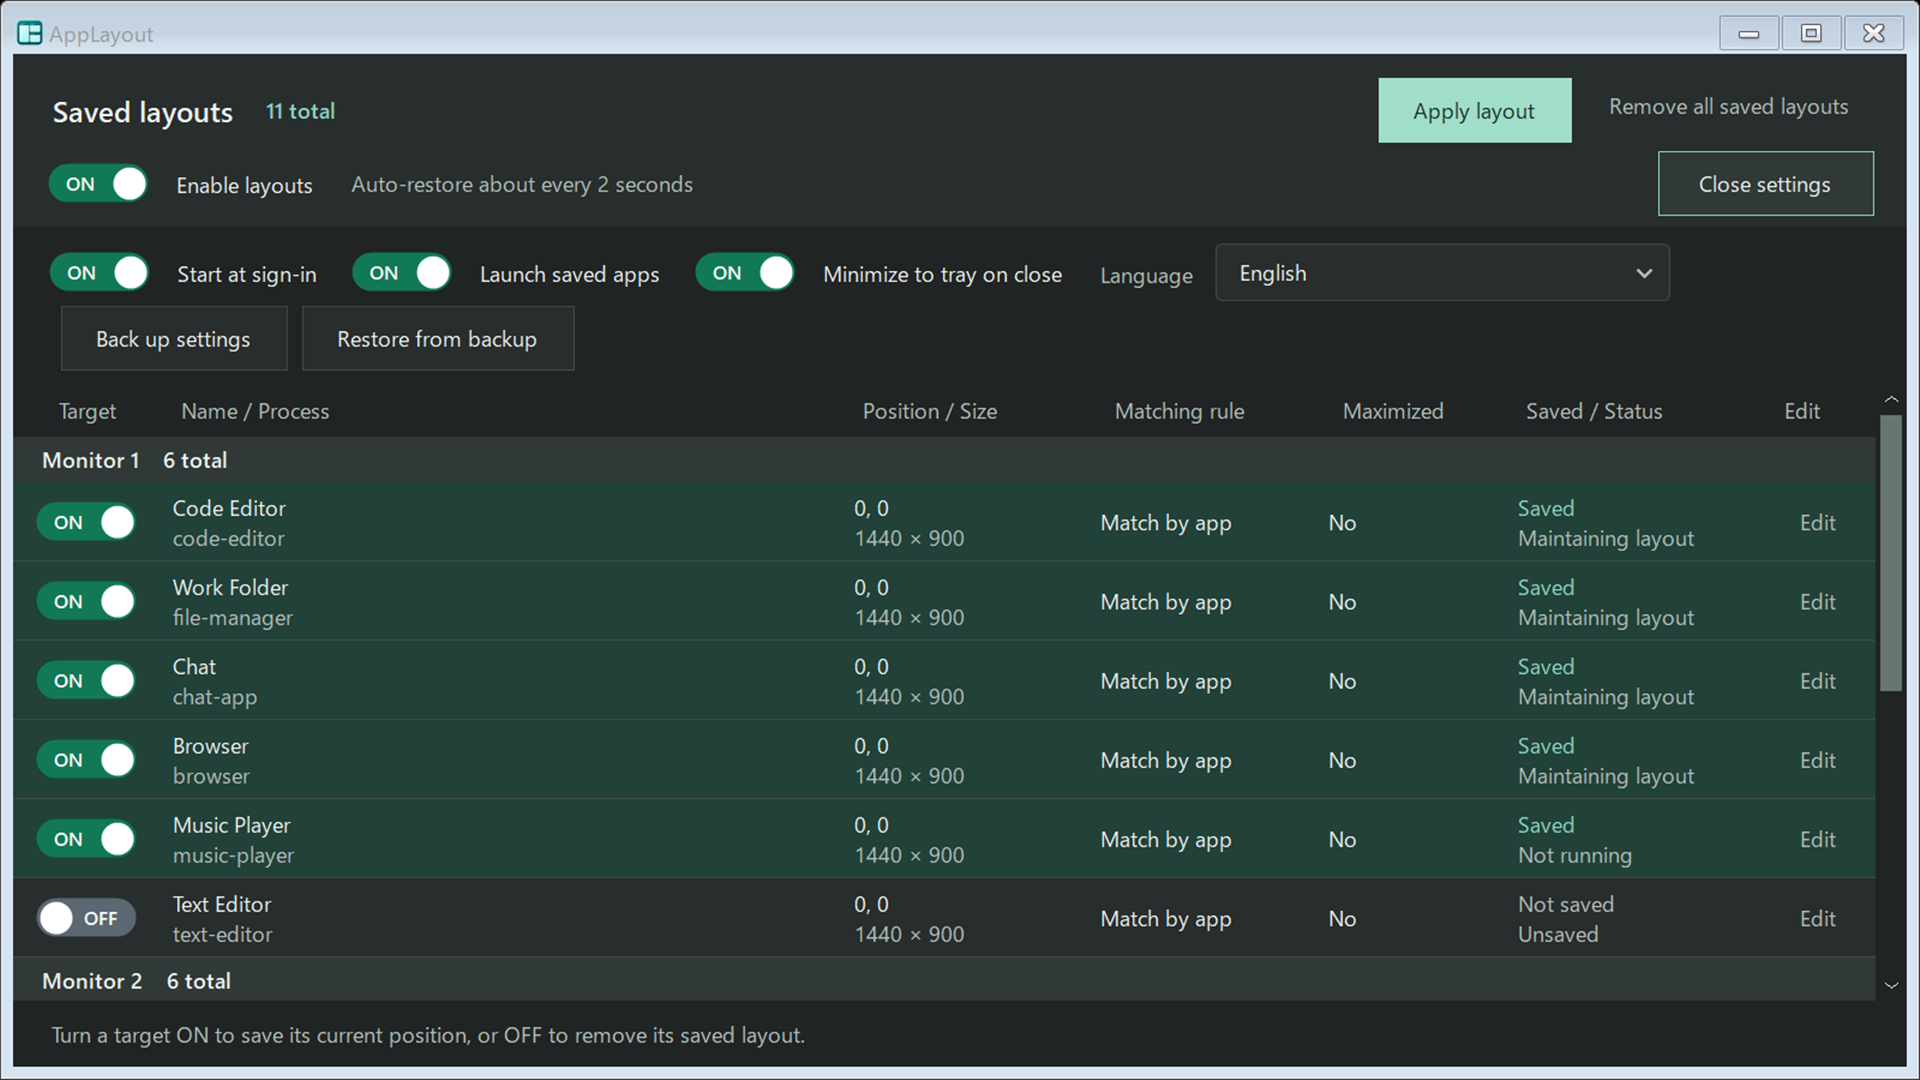 AppLayout
Saved layouts 11 total
Apply layout
Remove all saved layouts
ON Enable layouts Auto-restore about every 2 seconds
Close settings
ON Start at sign-in ON Launch saved apps ON Minimize to tray on close Language English
Back up settings Restore from backup
Target Name / Process Position / Size Matching rule Maximized Saved / Status Edit
Monitor 1 6 total
ON Code Editor 0, 0 Match by app No Saved Edit
code-editor 1440 × 900 Maintaining layout
ON Work Folder 0, 0 Match by app No Saved Edit
file-manager 1440 × 900 Maintaining layout
ON Chat 0, 0 Match by app No Saved Edit
chat-app 1440 × 900 Maintaining layout
ON Browser 0, 0 Match by app No Saved Edit
browser 1440 × 900 Maintaining layout
ON Music Player 0, 0 Match by app No Saved Edit
music-player 1440 × 900 Not running
OFF Text Editor 0, 0 Match by app No Not saved Edit
text-editor 1440 × 900 Unsaved
Monitor 2 6 total
Turn a target ON to save its current position, or OFF to remove its saved layout.